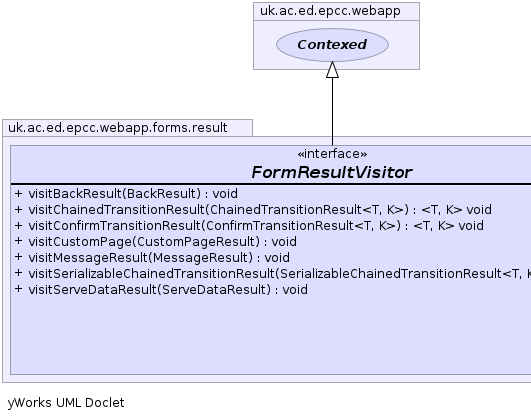 uk.ac.ed.epcc.webapp
Contexed
uk.ac.ed.epcc.webapp.forms.result
«interface»
FormResultVisitor
+ visitBackResult(BackResult) : void
+ visitChainedTransitionResult(ChainedTransitionResult<T, K>) : <T, K> void
+ visitConfirmTransitionResult(ConfirmTransitionResult<T, K>) : <T, K> void
+ visitCustomPage(CustomPageResult) : void
+ visitMessageResult(MessageResult) : void
+ visitSerializableChainedTransitionResult(SerializableChainedTransitionResult<T, K
+ visitServeDataResult(ServeDataResult) : void
yWorks UML Doclet